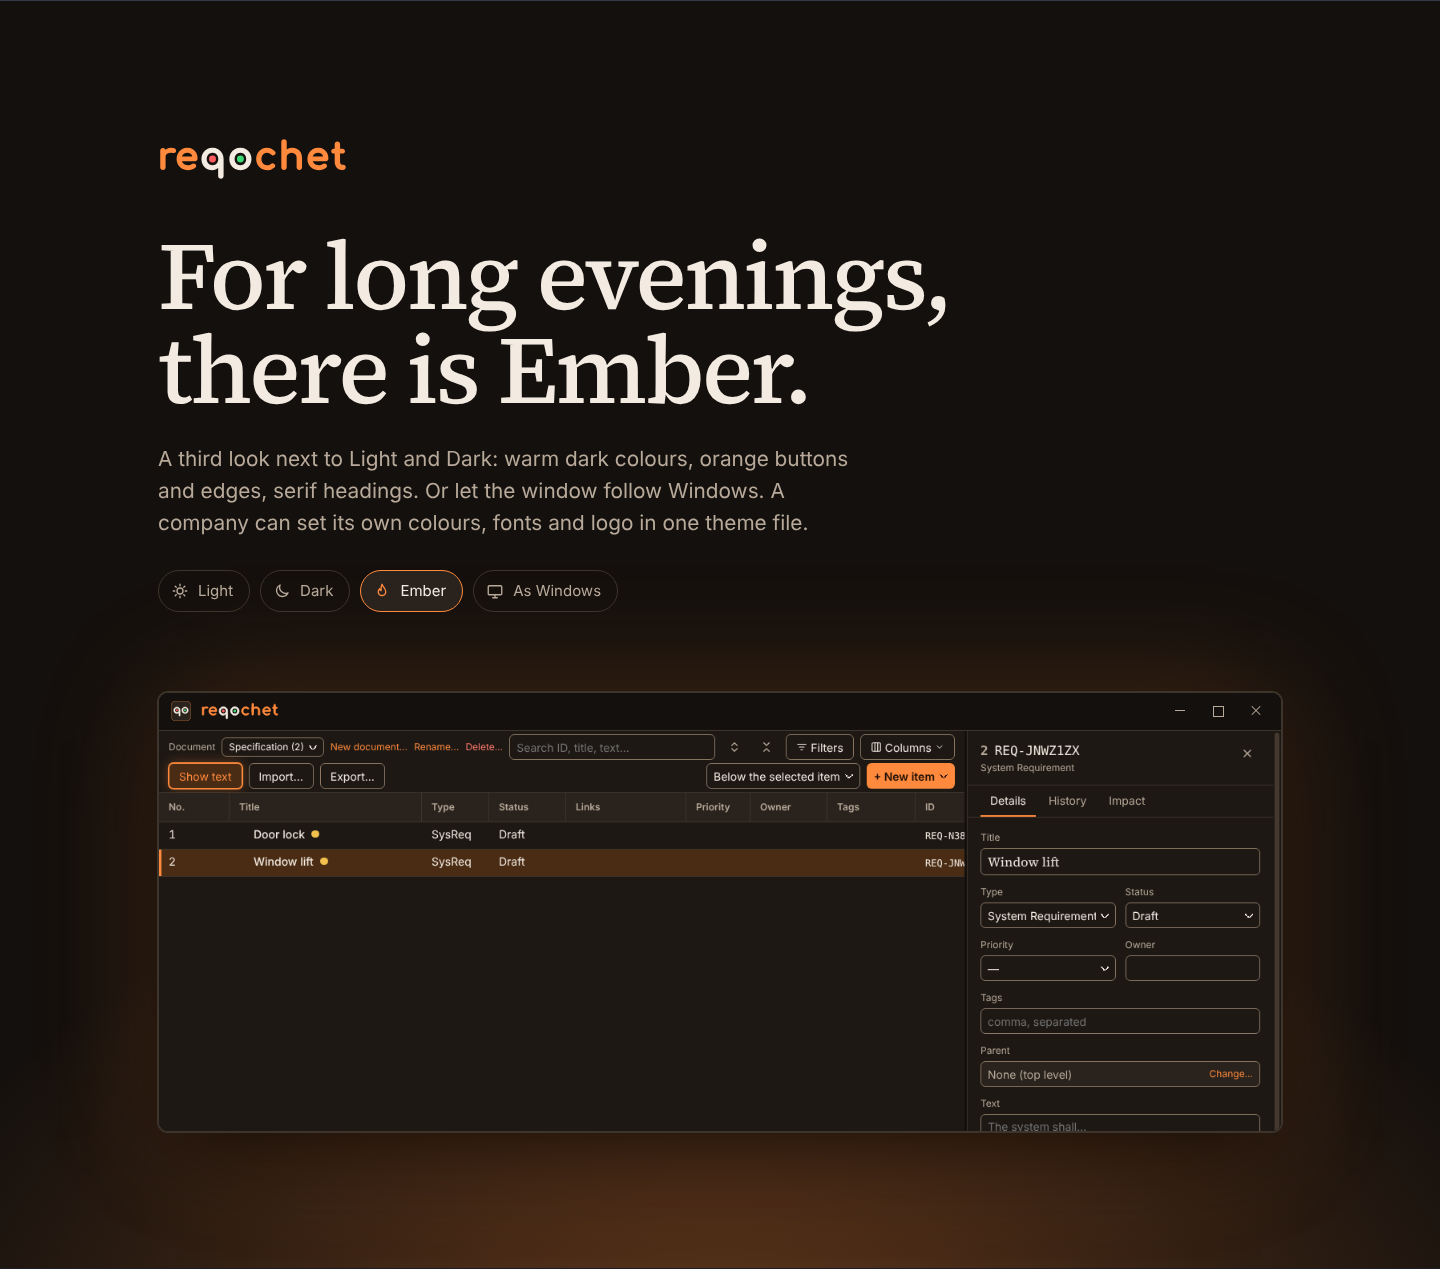 reqochet
For long evenings,
there is Ember.
A third look next to Light and Dark: warm dark colours, orange buttons
and edges, serif headings. Or let the window follow Windows. A
company can set its own colours, fonts and logo in one theme file.
Light Dark Ember As Windows
qo reqochet
Document Specification (2) New document... Rename... Delete... Search ID, title, text... Filters Columns
Show text Import... Export... Below the selected item + New item
No. Title Type Status Links Priority Owner Tags ID
1 Door lock SysReq Draft REQ-N38
2 Window lift SysReq Draft REQ-JNW
2 REQ-JNWZ1ZX
System Requirement
Details History Impact
Title
Window lift
Type Status
System Requirement Draft
Priority Owner
—
Tags
comma, separated
Parent
None (top level) Change...
Text
The system shall...